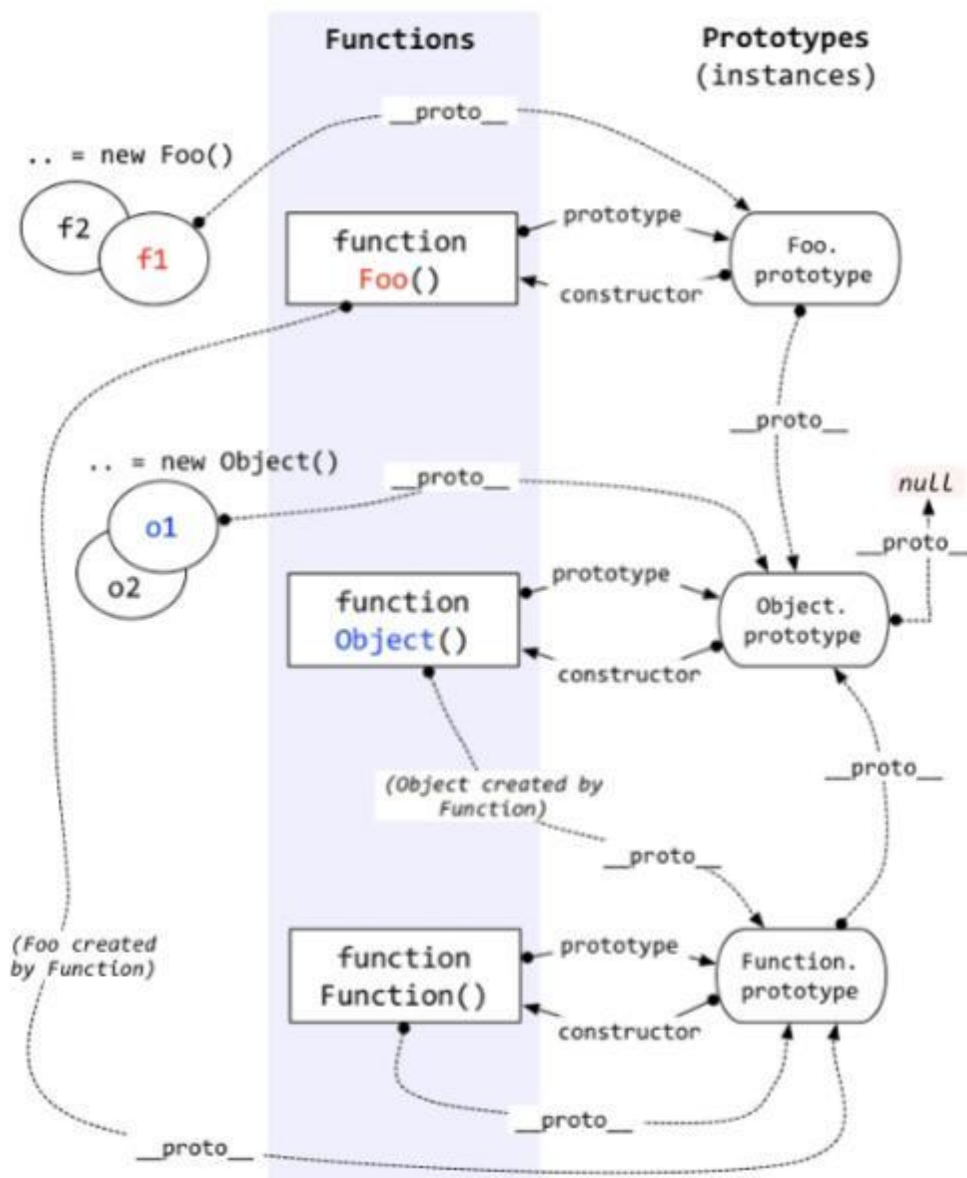 Functions
Prototypes
(instances)
__proto__
.. = new Foo()
f2
f1
function
Foo()
prototype
constructor
Foo.
prototype
__proto__
.. = new Object()
__proto__
null
__proto__
o1
o2
function
Object()
prototype
constructor
Object.
prototype
(Object created by
Function)
__proto__
__proto__
(Foo created
by Function)
function
Function()
prototype
constructor
Function.
prototype
__proto__
__proto__